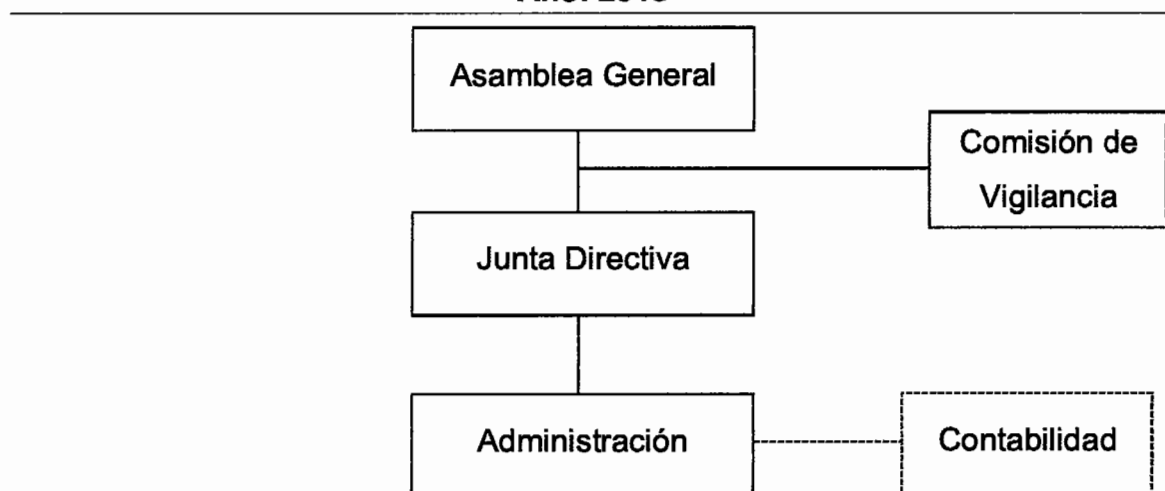 Asamblea General
Comisión de
Vigilancia
Junta Directiva
Administración
Contabilidad